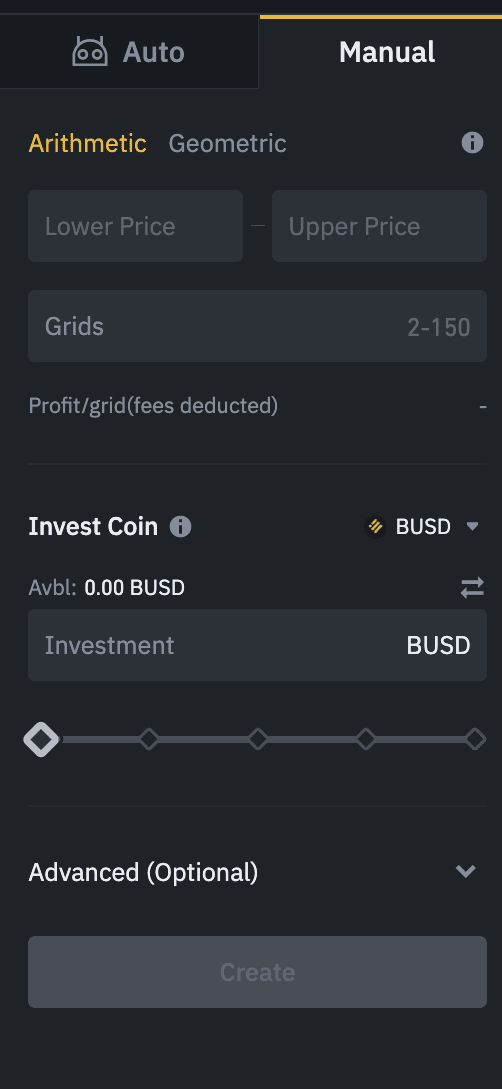 Auto Manual
Arithmetic Geometric
Lower Price – Upper Price
Grids 2-150
Profit/grid(fees deducted) -
Invest Coin BUSD
Avbl: 0.00 BUSD
Investment BUSD
Advanced (Optional)
Create